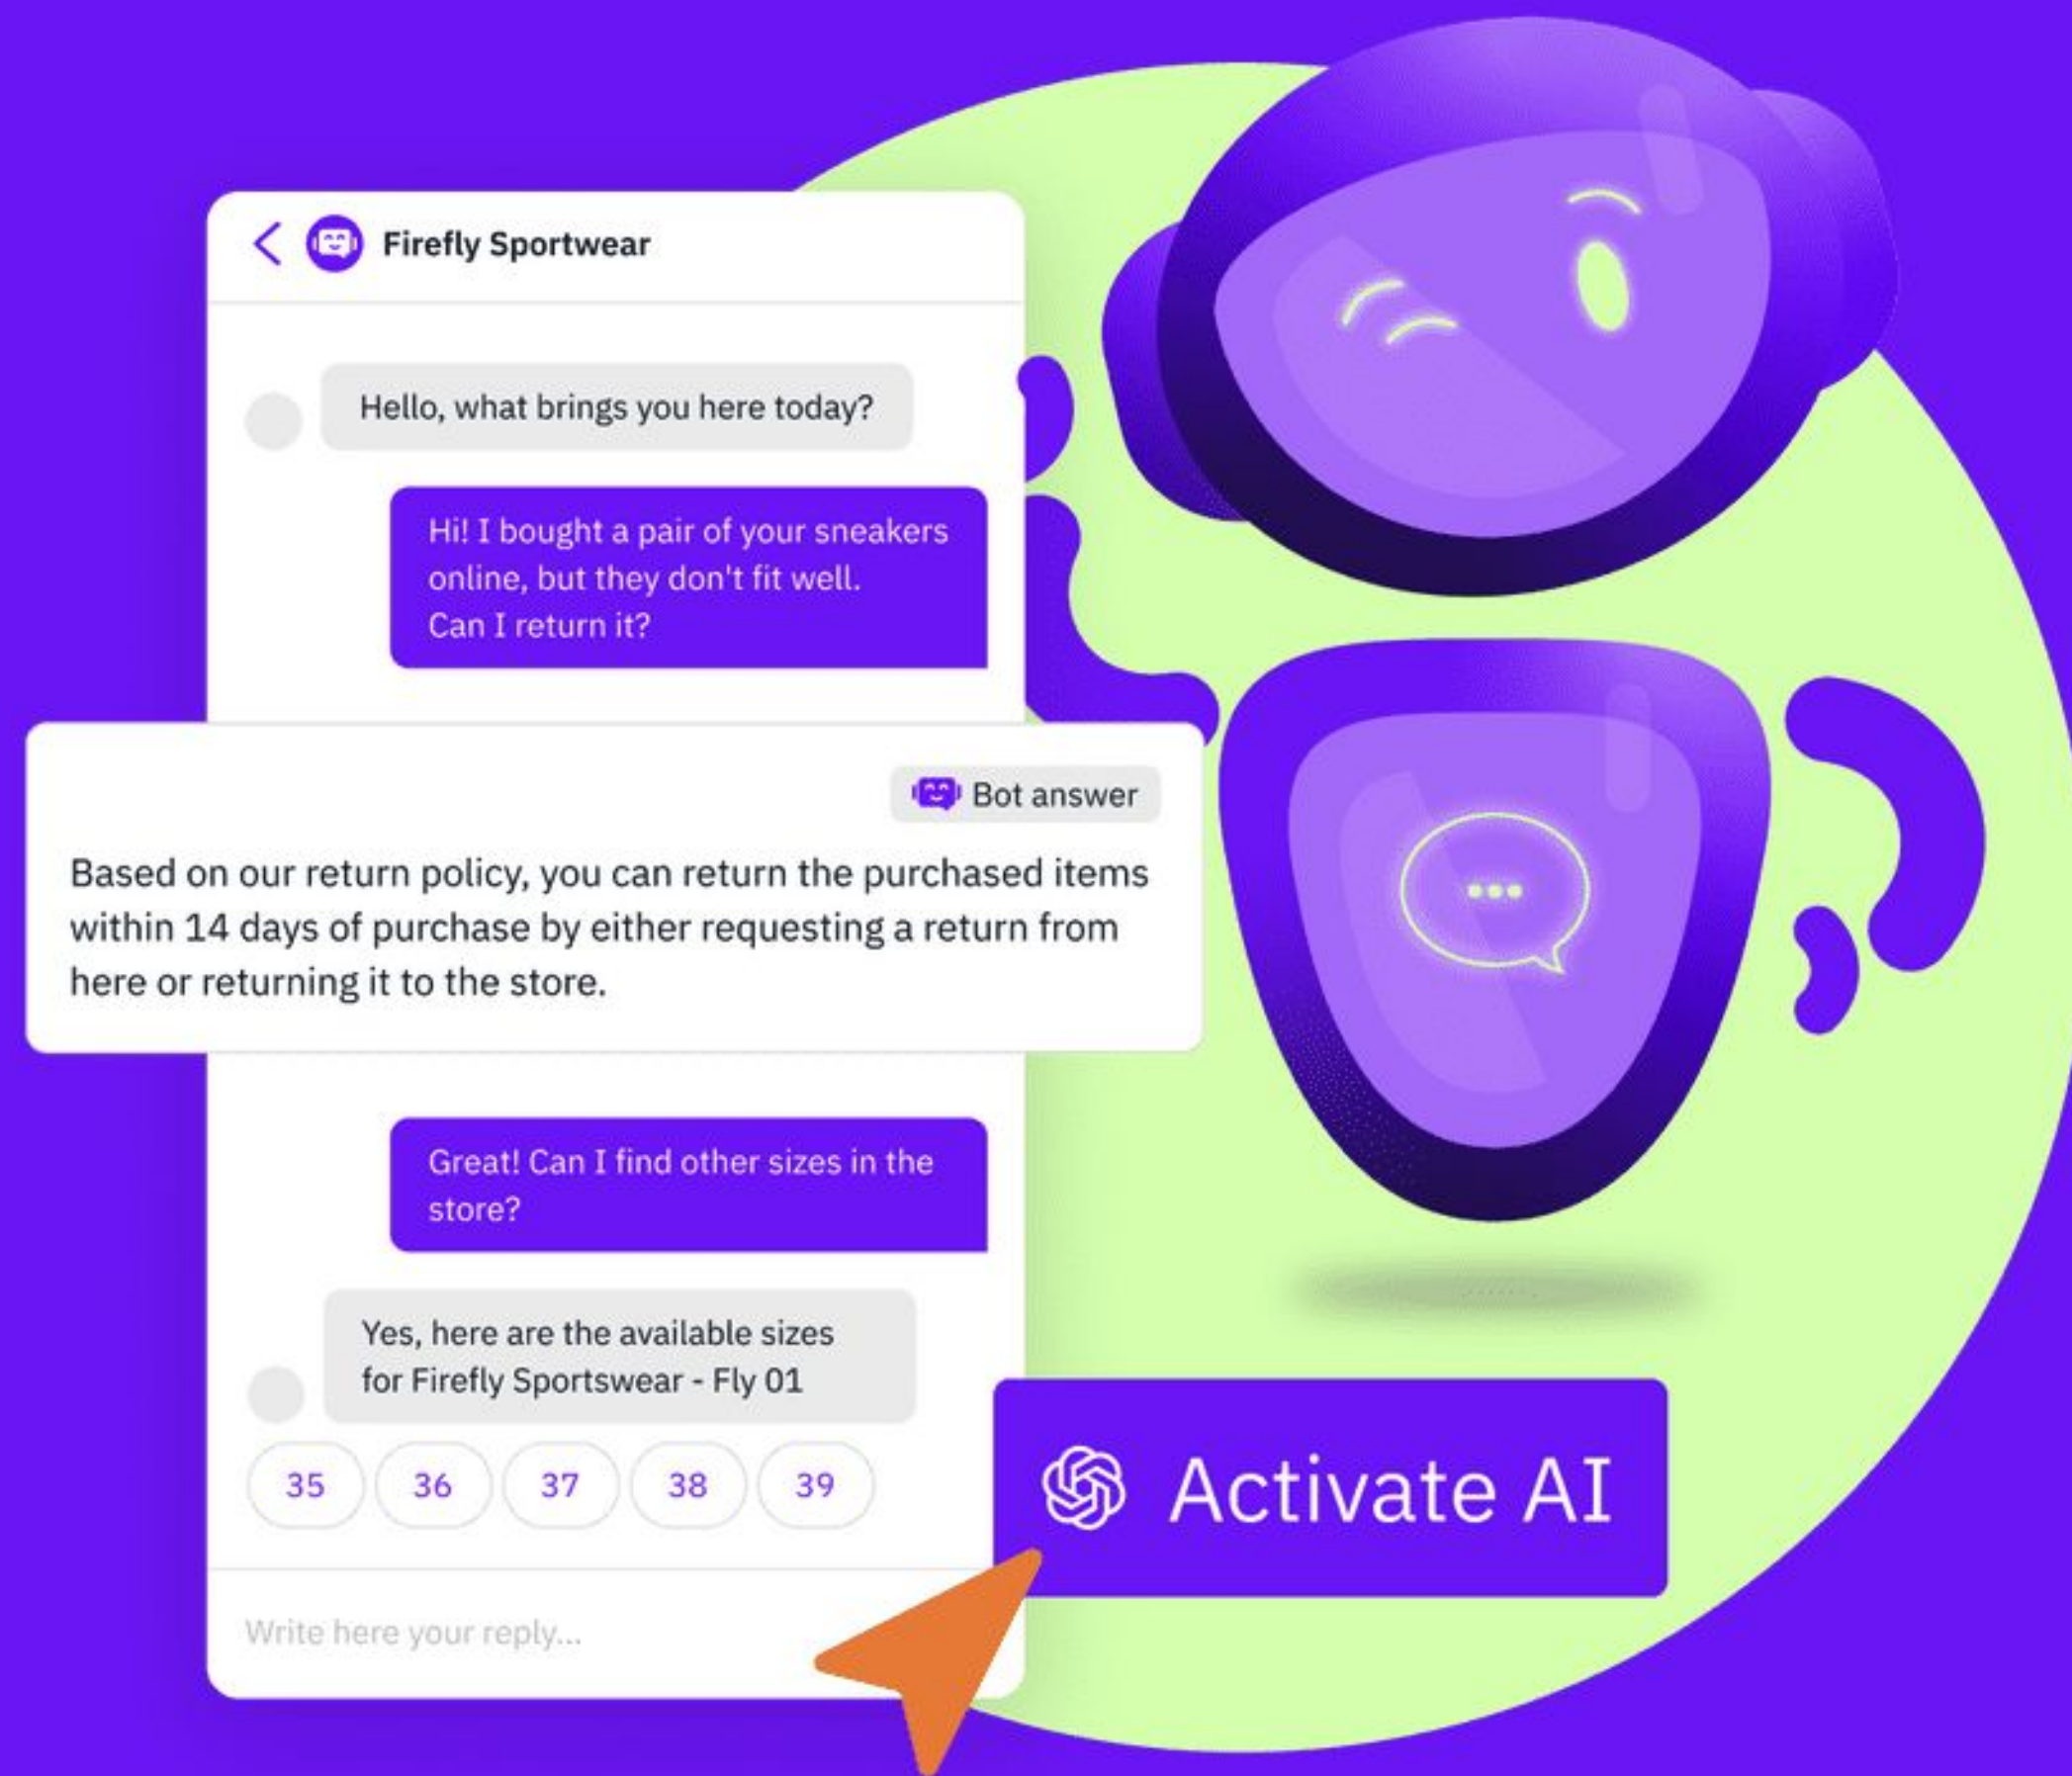 Firefly Sportwear
Hello, what brings you here today?
Hi! I bought a pair of your sneakers
online, but they don't fit well.
Can I return it?
Bot answer
Based on our return policy, you can return the purchased items
within 14 days of purchase by either requesting a return from
here or returning it to the store.
Great! Can I find other sizes in the
store?
Yes, here are the available sizes
for Firefly Sportswear - Fly 01
35 36 37 38 39
Activate AI
Write here your reply...